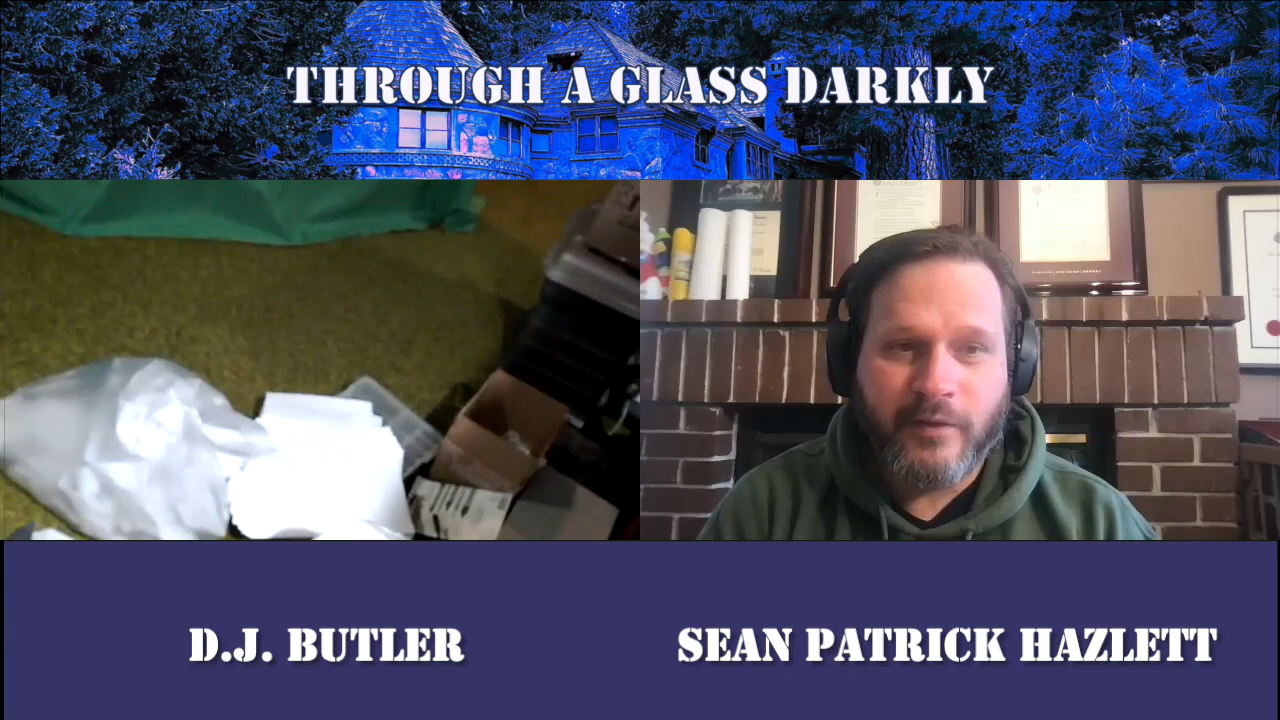 THROUGH A GLASS DARKLY
D.J. BUTLER
SEAN PATRICK HAZLETT